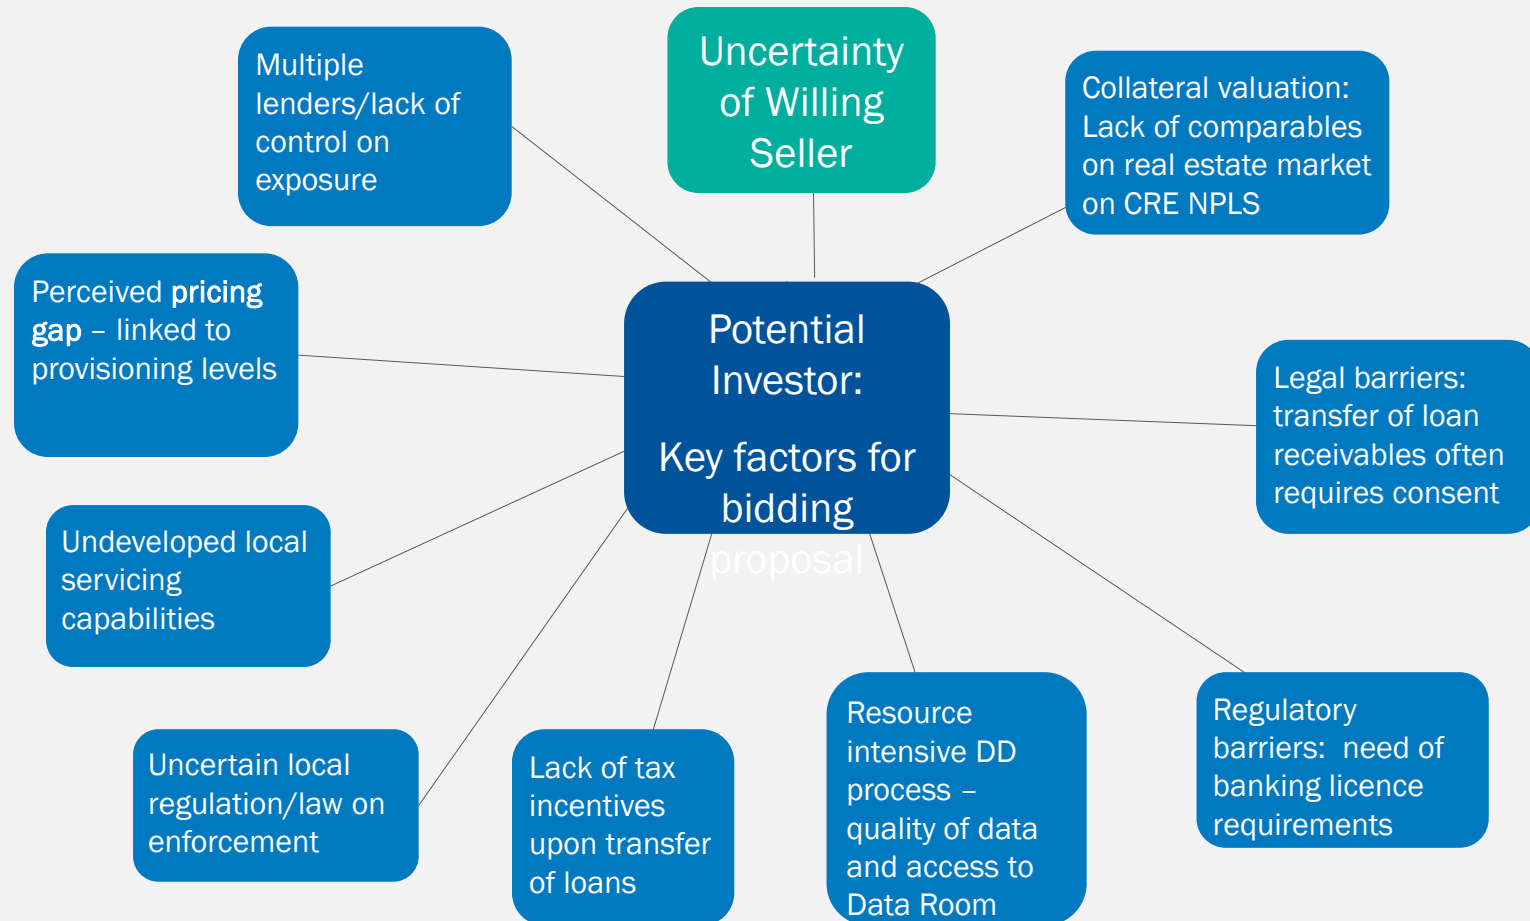 Uncertainty
of Willing
Seller
Multiple
lenders/lack of
control on
exposure
Collateral valuation:
Lack of comparables
on real estate market
on CRE NPLS
Perceived pricing
gap – linked to
provisioning levels
Potential
Investor:
Key factors for
bidding
proposal
Legal barriers:
transfer of loan
receivables often
requires consent
Undeveloped local
servicing
capabilities
Uncertain local
regulation/law on
enforcement
Lack of tax
incentives
upon transfer
of loans
Resource
intensive DD
process –
quality of data
and access to
Data Room
Regulatory
barriers:  need of
banking licence
requirements